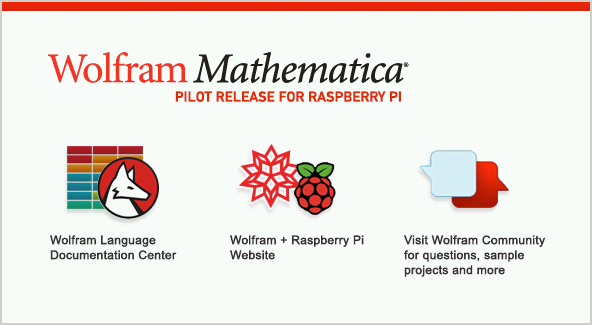 Wolfram Mathematica®
PILOT RELEASE FOR RASPBERRY PI
Wolfram Language
Documentation Center
Wolfram + Raspberry Pi
Website
Visit Wolfram Community
for questions, sample
projects and more